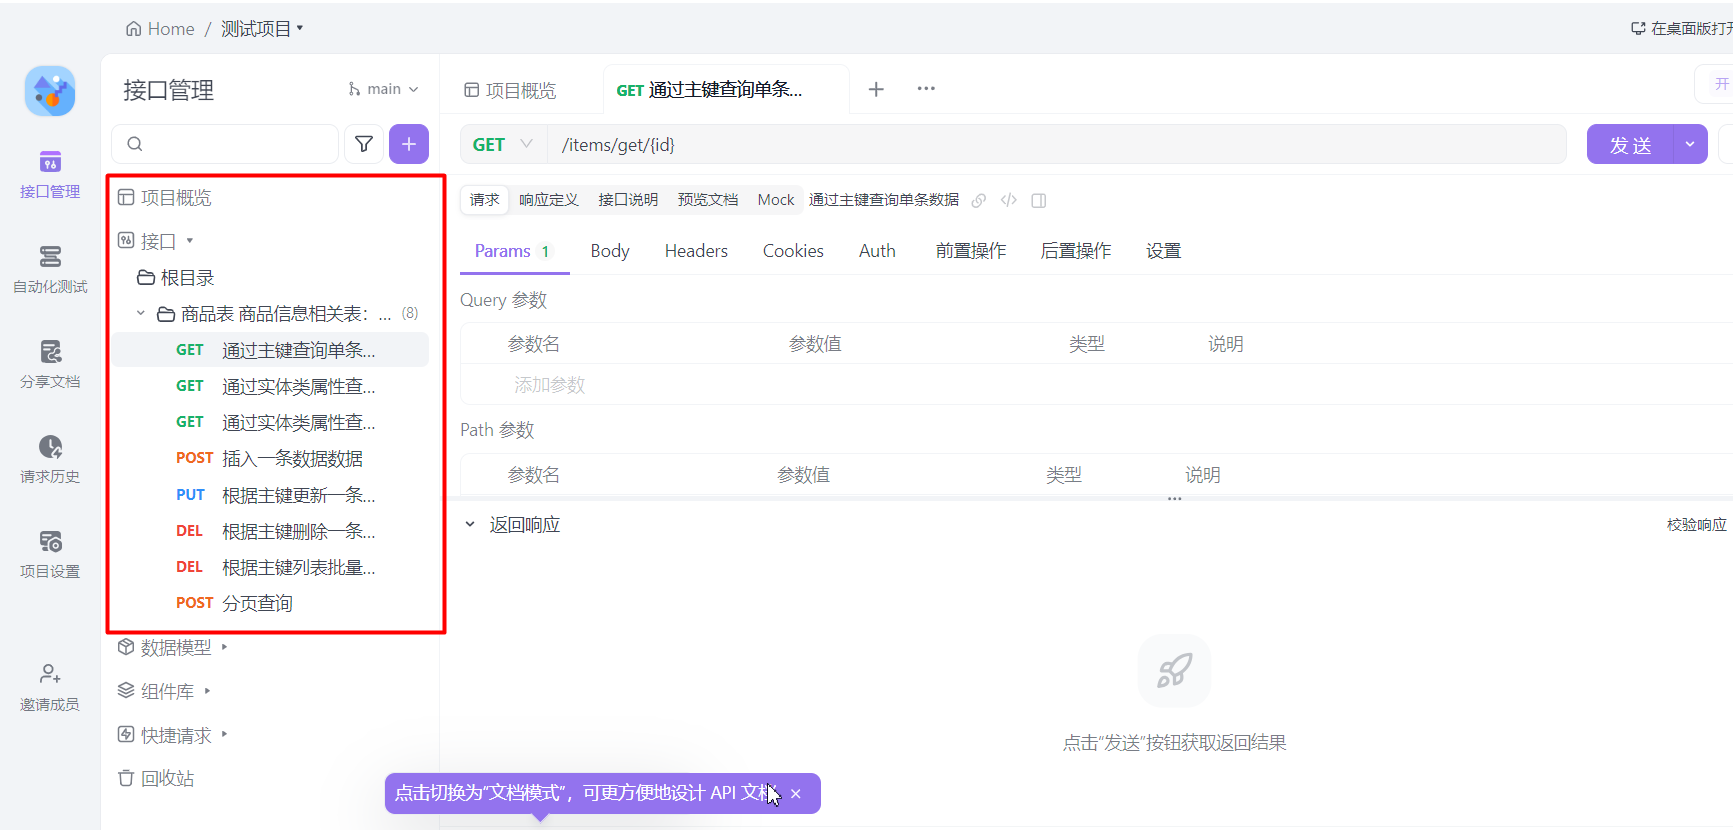 Home / 测试项目
在桌面版打开
接口管理
main
项目概览
GET 通过主键查询单条...
开
GET
/items/get/{id}
发送
接口管理
自动化测试
分享文档
请求历史
项目设置
邀请成员
项目概览
接口
根目录
商品表 商品信息相关表: ... (8)
GET 通过主键查询单条...
GET 通过实体类属性查...
GET 通过实体类属性查...
POST 插入一条数据数据
PUT 根据主键更新一条...
DEL 根据主键删除一条...
DEL 根据主键列表批量...
POST 分页查询
数据模型
组件库
快捷请求
回收站
请求 响应定义 接口说明 预览文档 Mock 通过主键查询单条数据
Params 1 Body Headers Cookies Auth 前置操作 后置操作 设置
Query 参数
参数名 参数值 类型 说明
添加参数
Path 参数
参数名 参数值 类型 说明
返回响应
校验响应
点击“发送”按钮获取返回结果
点击切换为“文档模式”，可更方便地设计 API 文档